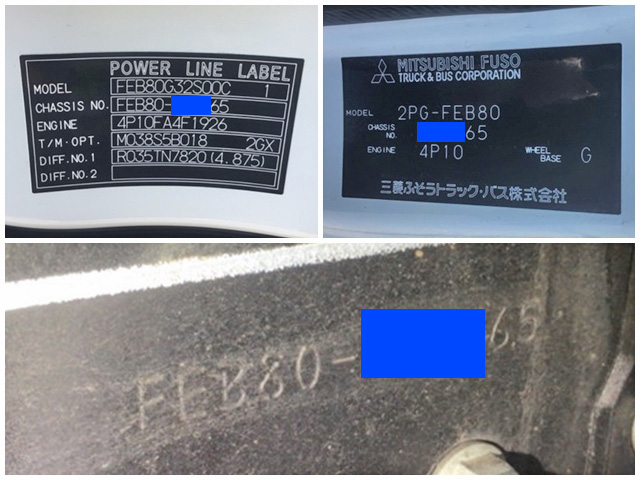 POWER LINE LABEL
MODEL FEB80G32S00C 1
CHASSIS NO. FEB80- 65
ENGINE 4P10FA4F1926
T/M・OPT. M038S5B018 2GX
DIFF.NO.1 R035TN7820(4.875)
DIFF.NO.2
MITSUBISHI FUSO
TRUCK & BUS CORPORATION
MODEL 2PG-FEB80
CHASSIS NO. 65
ENGINE 4P10 WHEEL BASE G
三菱ふそうトラック・バス株式会社
FEB80- 65